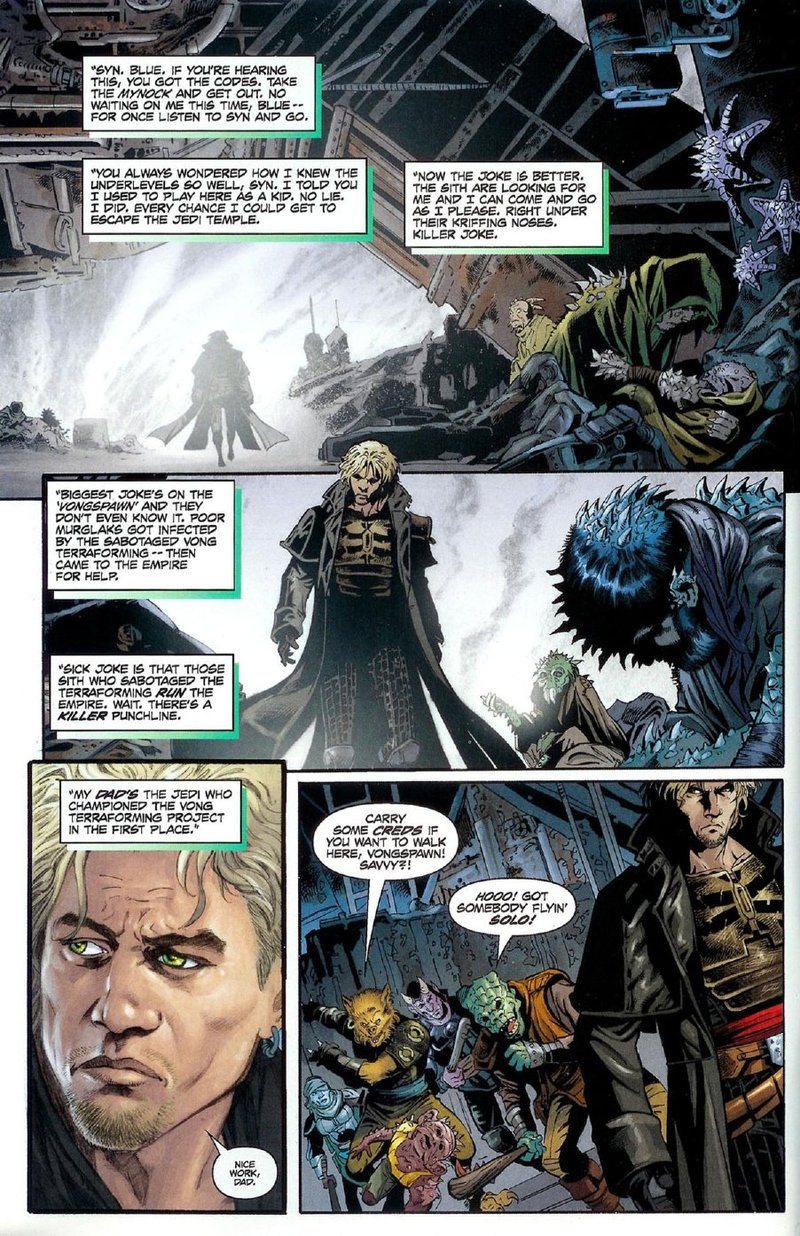 "SYN. BLUE. IF YOU'RE HEARING
THIS, YOU GOT THE CODES. TAKE
THE MYNOCK AND GET OUT. NO
WAITING ON ME THIS TIME, BLUE--
FOR ONCE LISTEN TO SYN AND GO.
"YOU ALWAYS WONDERED HOW I KNEW THE
UNDERLEVELS SO WELL, SYN. I TOLD YOU
I USED TO PLAY HERE AS A KID. NO LIE.
I DID. EVERY CHANCE I COULD GET TO
ESCAPE THE JEDI TEMPLE.
"NOW THE JOKE IS BETTER.
THE SITH ARE LOOKING FOR
ME AND I CAN COME AND GO
AS I PLEASE. RIGHT UNDER
THEIR KRIFFING NOSES.
KILLER JOKE.
"BIGGEST JOKE'S ON THE
'VONGSPAWN' AND THEY
DON'T EVEN KNOW IT. POOR
MURGLAKS GOT INFECTED
BY THE SABOTAGED VONG
TERRAFORMING -- THEN
CAME TO THE EMPIRE
FOR HELP.
"SICK JOKE IS THAT THOSE
SITH WHO SABOTAGED THE
TERRAFORMING RUN THE
EMPIRE. WAIT. THERE'S A
KILLER PUNCHLINE.
"MY DAD'S THE JEDI WHO
CHAMPIONED THE VONG
TERRAFORMING PROJECT
IN THE FIRST PLACE."
NICE
WORK,
DAD.
CARRY
SOME CREDS IF
YOU WANT TO WALK
HERE, VONGSPAWN!
SAVVY?!
HOOO! GOT
SOMEBODY FLYIN'
SOLO!